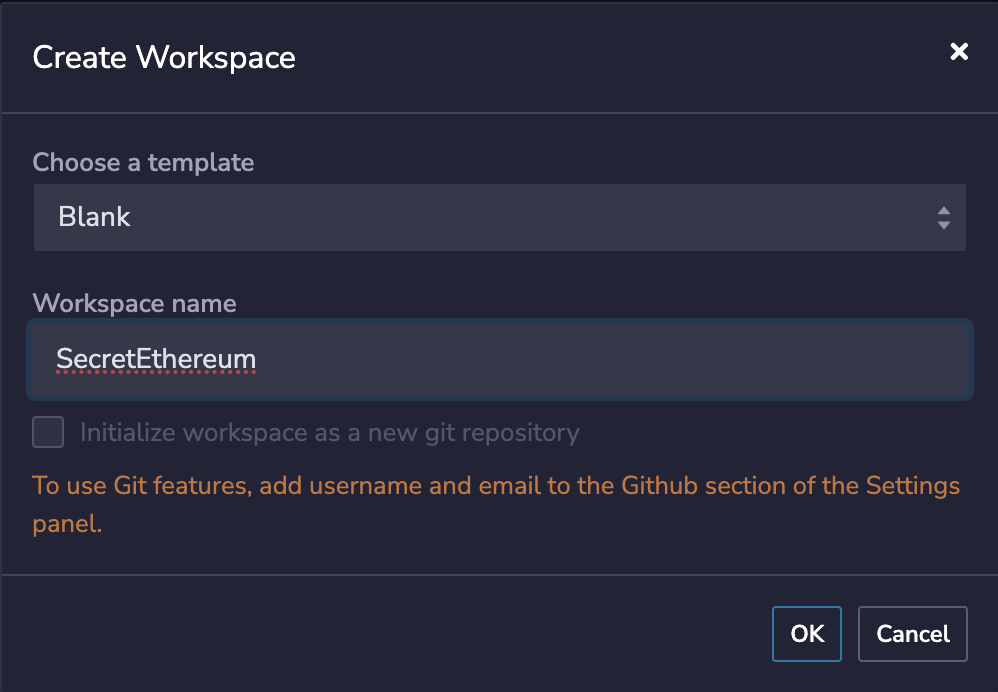 Create Workspace
Choose a template
Blank
Workspace name
SecretEthereum
Initialize workspace as a new git repository
To use Git features, add username and email to the Github section of the Settings
panel.
OK Cancel